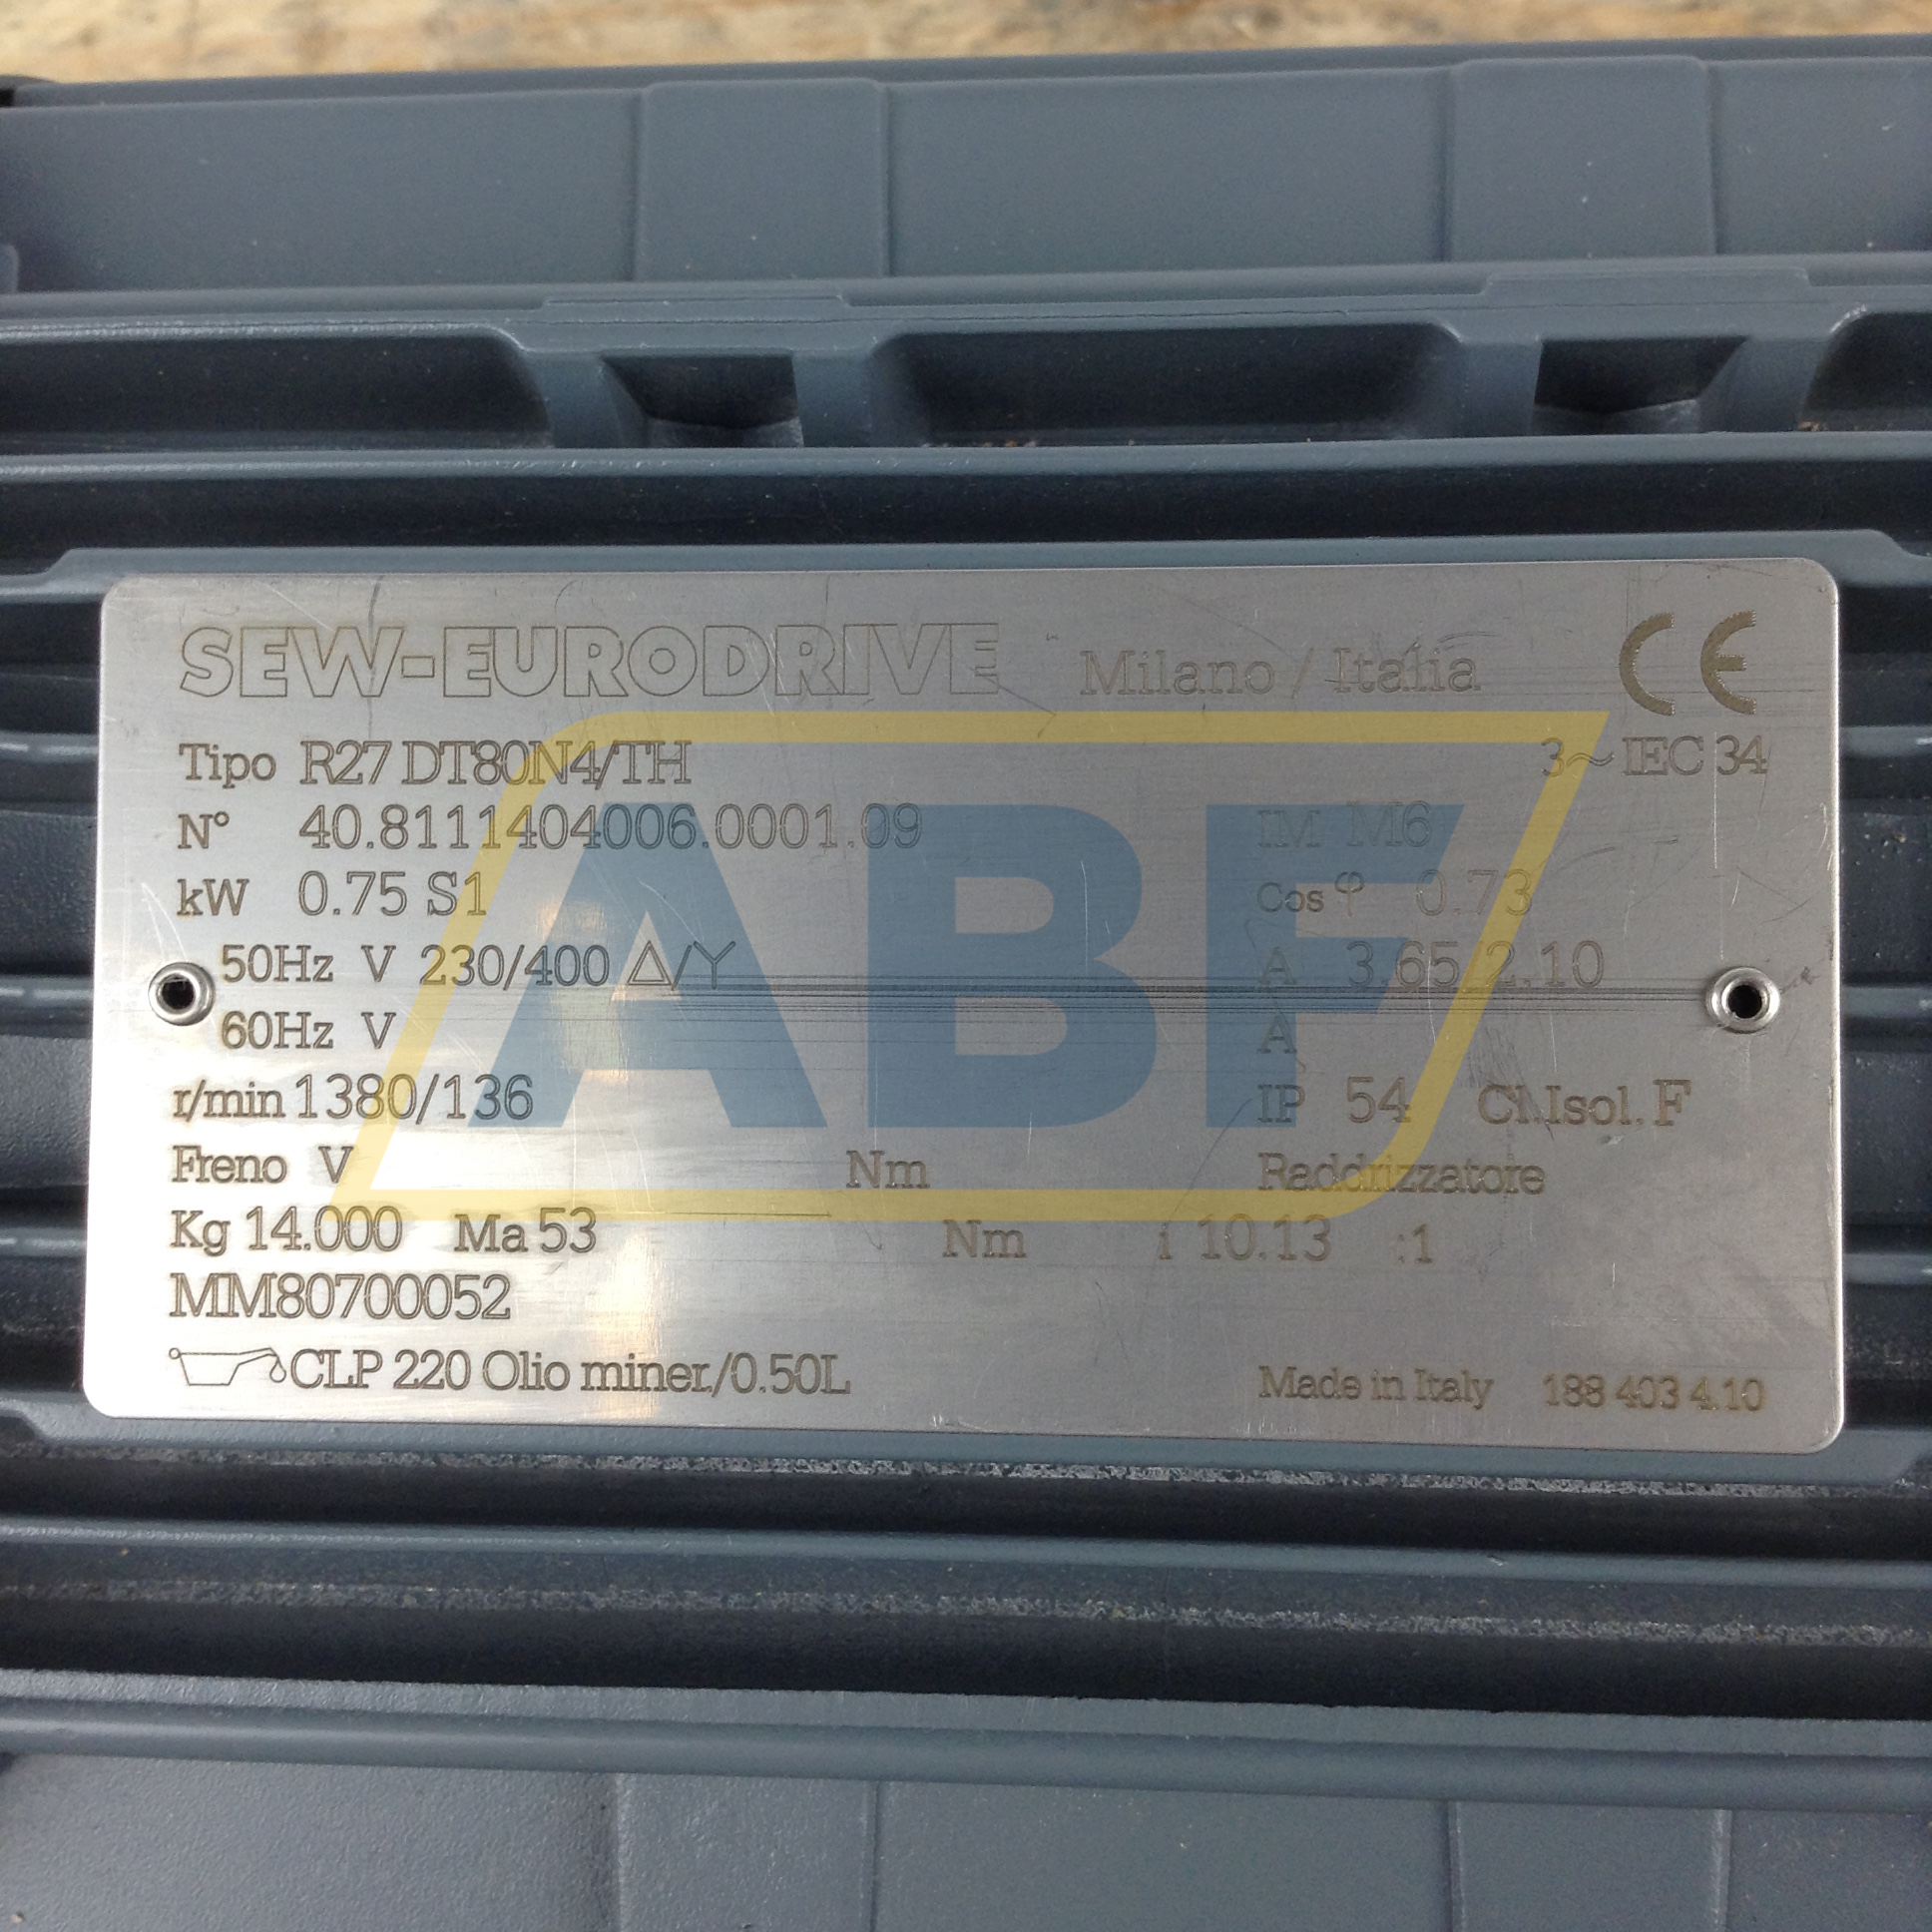 SEW-EURODRIVE Milano / Italia CE
Tipo R27 DT80N4/TH 3~ IEC 34
N° 40.8111404006.0001.09 IM M6
kW 0.75 S1 Cos φ 0.73
50Hz V 230/400 △/Y A 3.65/2.10
60Hz V A
r/min 1380/136 IP 54 Cl.Isol. F
Freno V Nm Raddrizzatore
Kg 14.000 Ma 53 Nm i 10.13 :1
MM80700052
CLP 220 Olio miner./0.50L Made in Italy 188 403 4.10
ABF